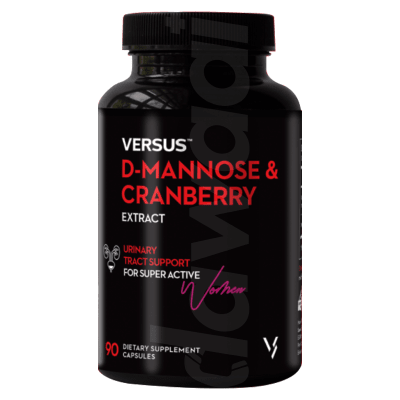 VERSUS™
D-MANNOSE &
CRANBERRY
EXTRACT
URINARY
TRACT SUPPORT
FOR SUPER ACTIVE
Women
90 DIETARY SUPPLEMENT
CAPSULES